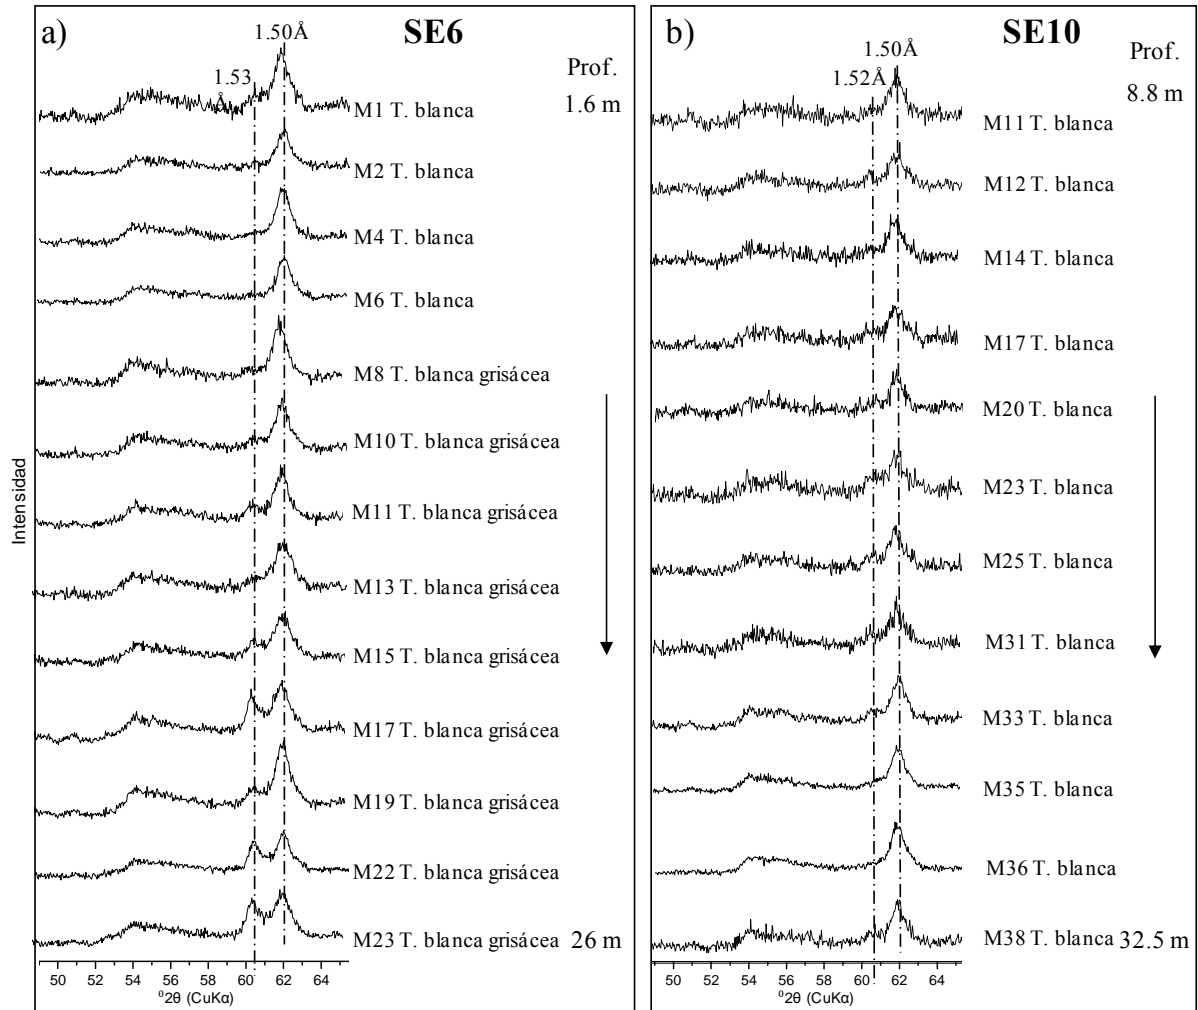 a)
SE6
1.50Å
1.53
Å
Prof.
1.6 m
M1 T. blanca
M2 T. blanca
M4 T. blanca
M6 T. blanca
M8 T. blanca grisácea
M10 T. blanca grisácea
M11 T. blanca grisácea
M13 T. blanca grisácea
M15 T. blanca grisácea
M17 T. blanca grisácea
M19 T. blanca grisácea
M22 T. blanca grisácea
M23 T. blanca grisácea 26 m
Intensidad
50 54 56 58 60 62 64
⁰2θ (CuKα)
b)
SE10
1.50Å
1.52Å
Prof.
8.8 m
M11 T. blanca
M12 T. blanca
M14 T. blanca
M17 T. blanca
M20 T. blanca
M23 T. blanca
M25 T. blanca
M31 T. blanca
M33 T. blanca
M35 T. blanca
M36 T. blanca
M38 T. blanca 32.5 m
50 54 56 58 60 62 64
⁰2θ (CuKα)